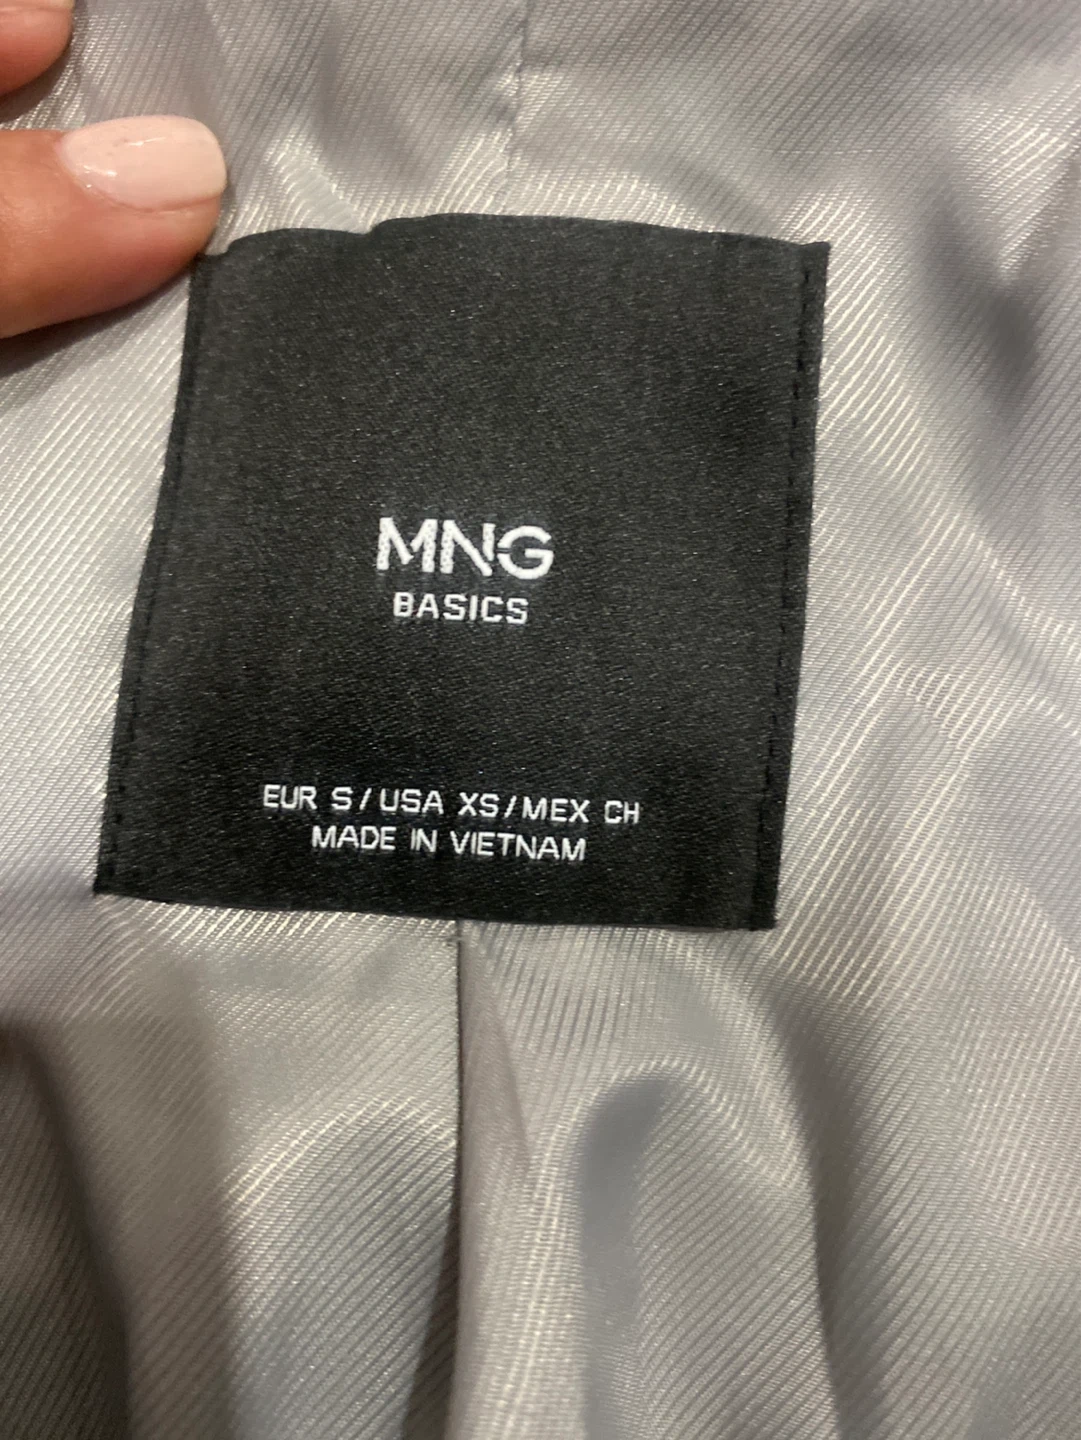 MNG
BASICS
EUR S/USA XS/MEX CH
MADE IN VIETNAM